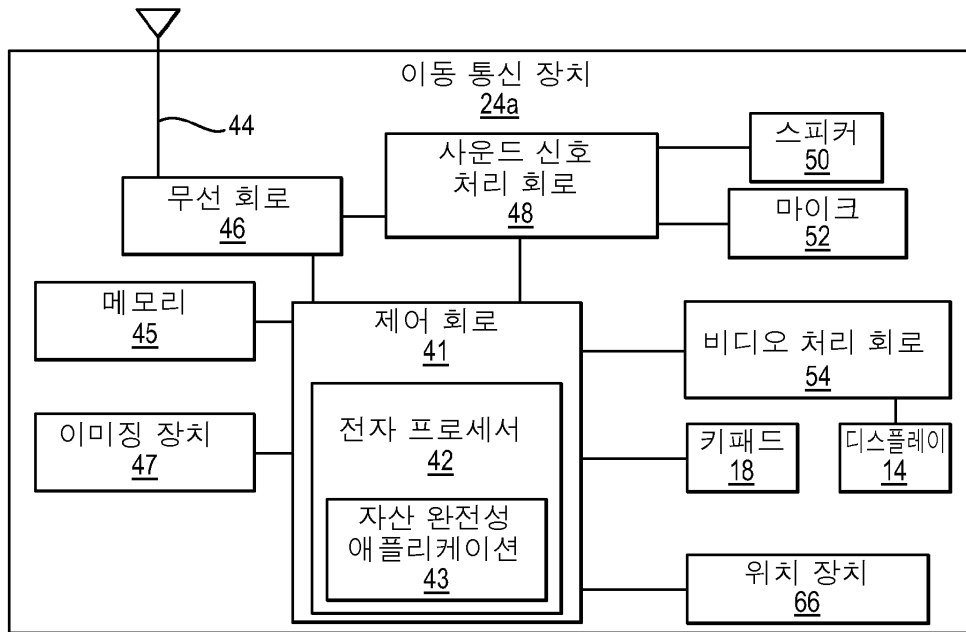 이동 통신 장치
24a
44
사운드 신호
처리 회로
48
스피커
50
무선 회로
46
마이크
52
메모리
45
제어 회로
41
비디오 처리 회로
54
이미징 장치
47
전자 프로세서
42
키패드
18
디스플레이
14
자산 완전성
애플리케이션
43
위치 장치
66